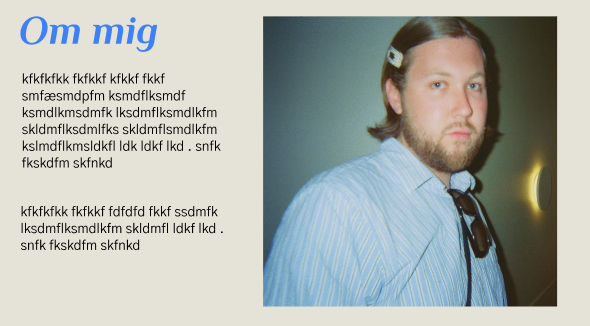 Om mig
kfkfkfkk fkfkkf kfkkf fkkf
smfæsmdpfm ksmdflksmdf
ksmdlkmsdmfk lksdmflksmdlkfm
skldmflksdmlfks skldmflsmdlkfm
kslmdflkmsldkfl ldk ldkf lkd . snfk
fkskdfm skfnkd
kfkfkfkk fkfkkf fdfdfd fkkf ssdmfk
lksdmflksmdlkfm skldmfl ldkf lkd .
snfk fkskdfm skfnkd